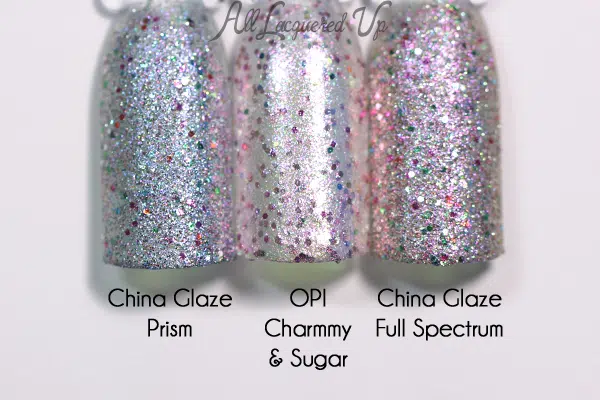 All Lacquered Up
China Glaze
Prism
OPI
Charmmy
& Sugar
China Glaze
Full Spectrum